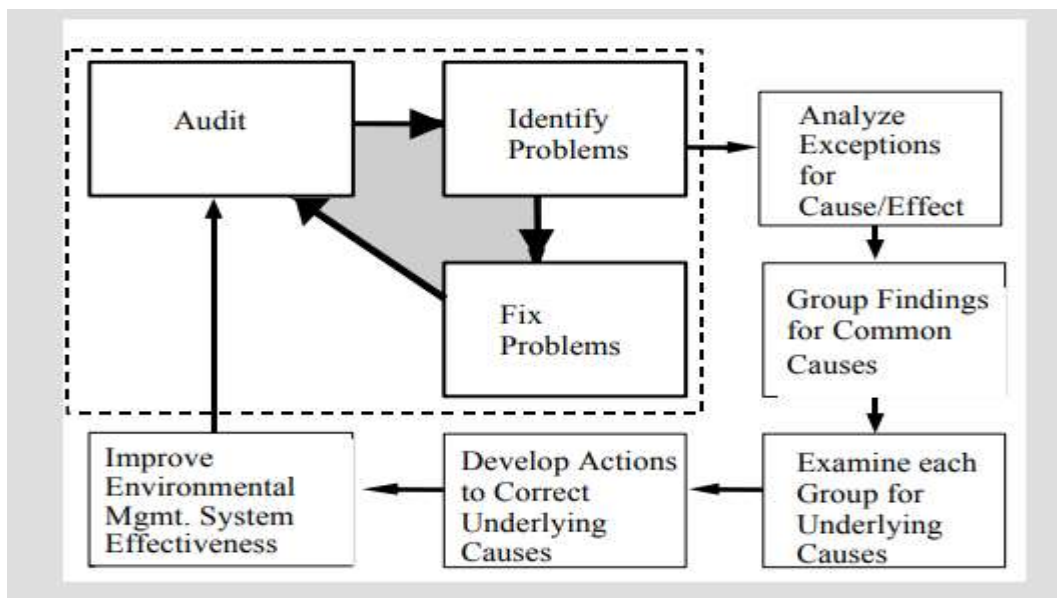 Audit
Identify
Problems
Analyze
Exceptions
for
Cause/Effect
Fix
Problems
Group Findings
for Common
Causes
Improve
Environmental
Mgmt. System
Effectiveness
Develop Actions
to Correct
Underlying
Causes
Examine each
Group for
Underlying
Causes